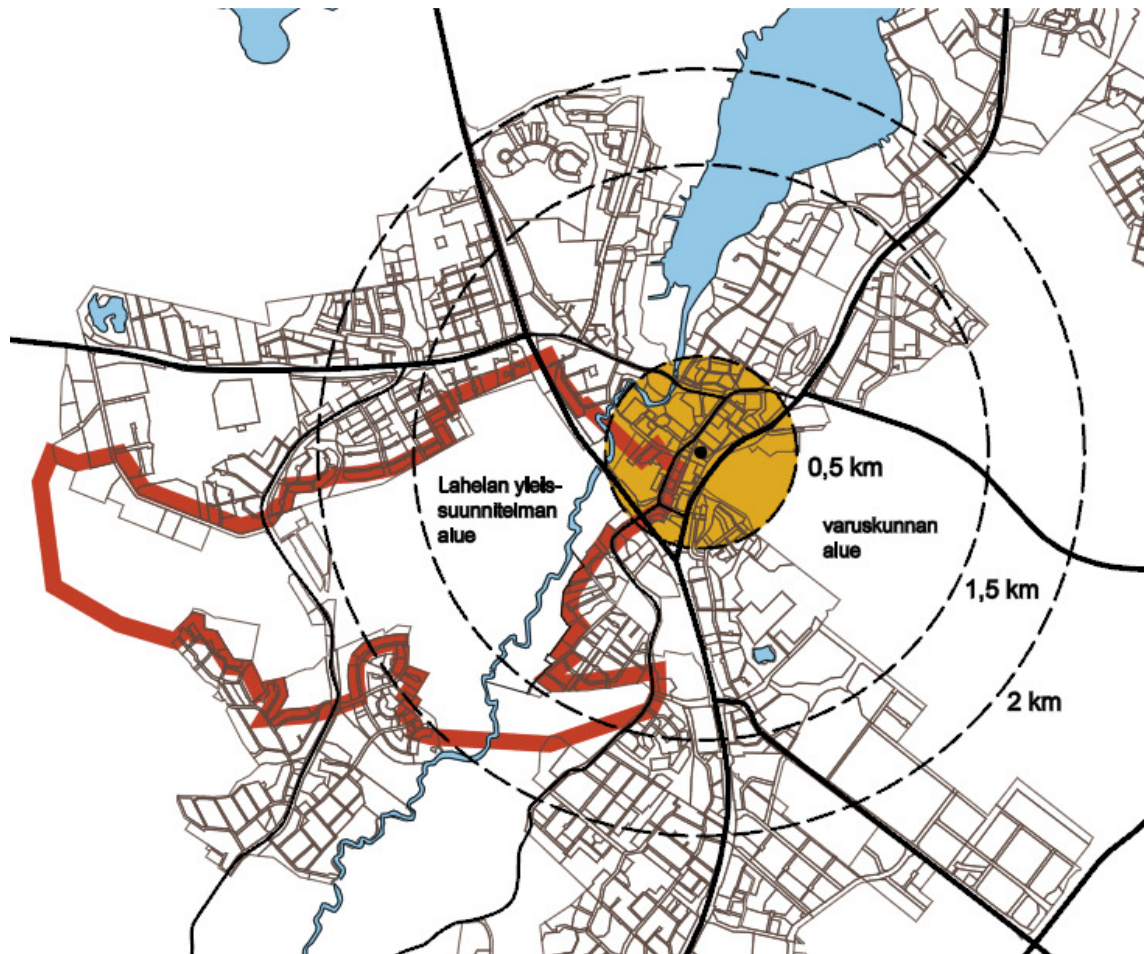 Lahelan yleis-
suunnitelman
alue
0,5 km
varuskunnan
alue
1,5 km
2 km